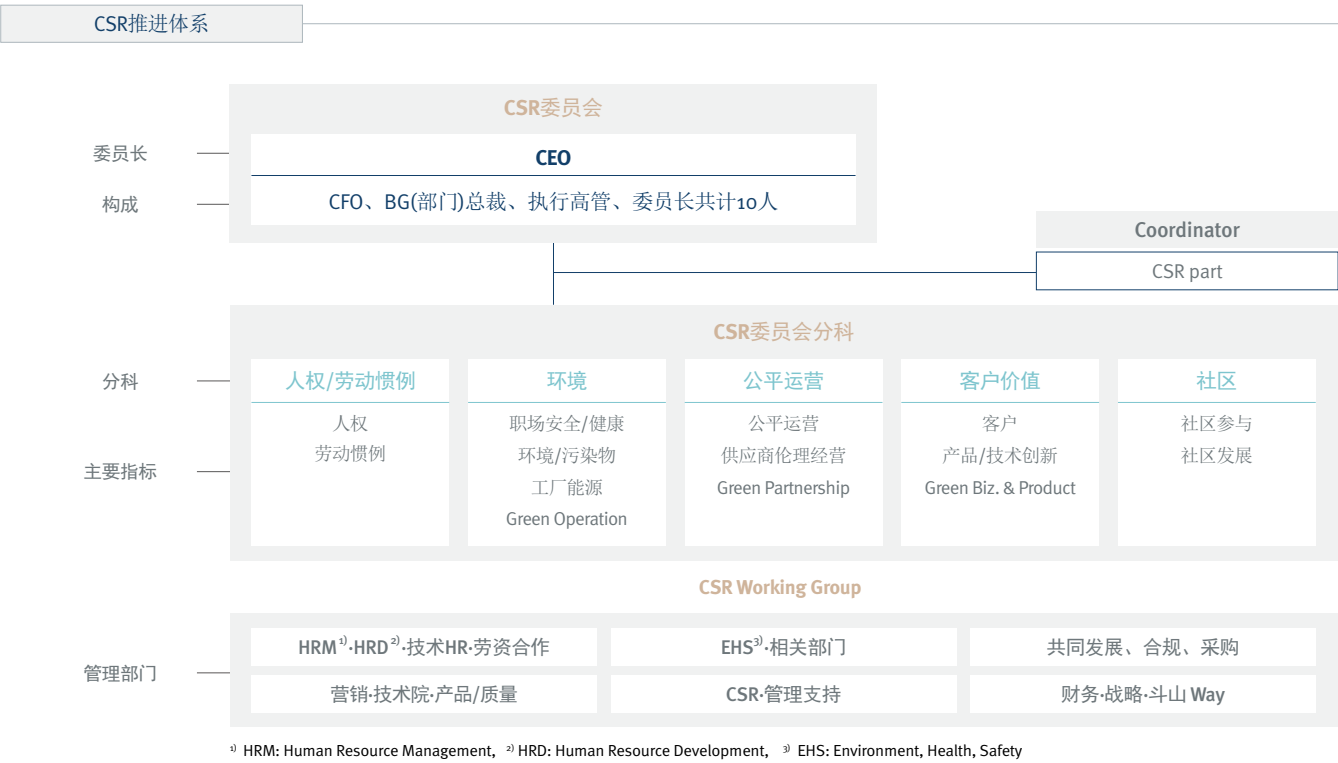 CSR推进体系
CSR委员会
委员长
CEO
构成
CFO、BG(部门)总裁、执行高管、委员长共计10人
Coordinator
CSR part
CSR委员会分科
分科
人权/劳动惯例
环境
公平运营
客户价值
社区
主要指标
人权
劳动惯例
职场安全/健康
环境/污染物
工厂能源
Green Operation
公平运营
供应商伦理经营
Green Partnership
客户
产品/技术创新
Green Biz. & Product
社区参与
社区发展
CSR Working Group
管理部门
HRM1)·HRD2)·技术HR·劳资合作
EHS3)·相关部门
共同发展、合规、采购
营销·技术院·产品/质量
CSR·管理支持
财务·战略·斗山 Way
1) HRM: Human Resource Management, 2) HRD: Human Resource Development, 3) EHS: Environment, Health, Safety